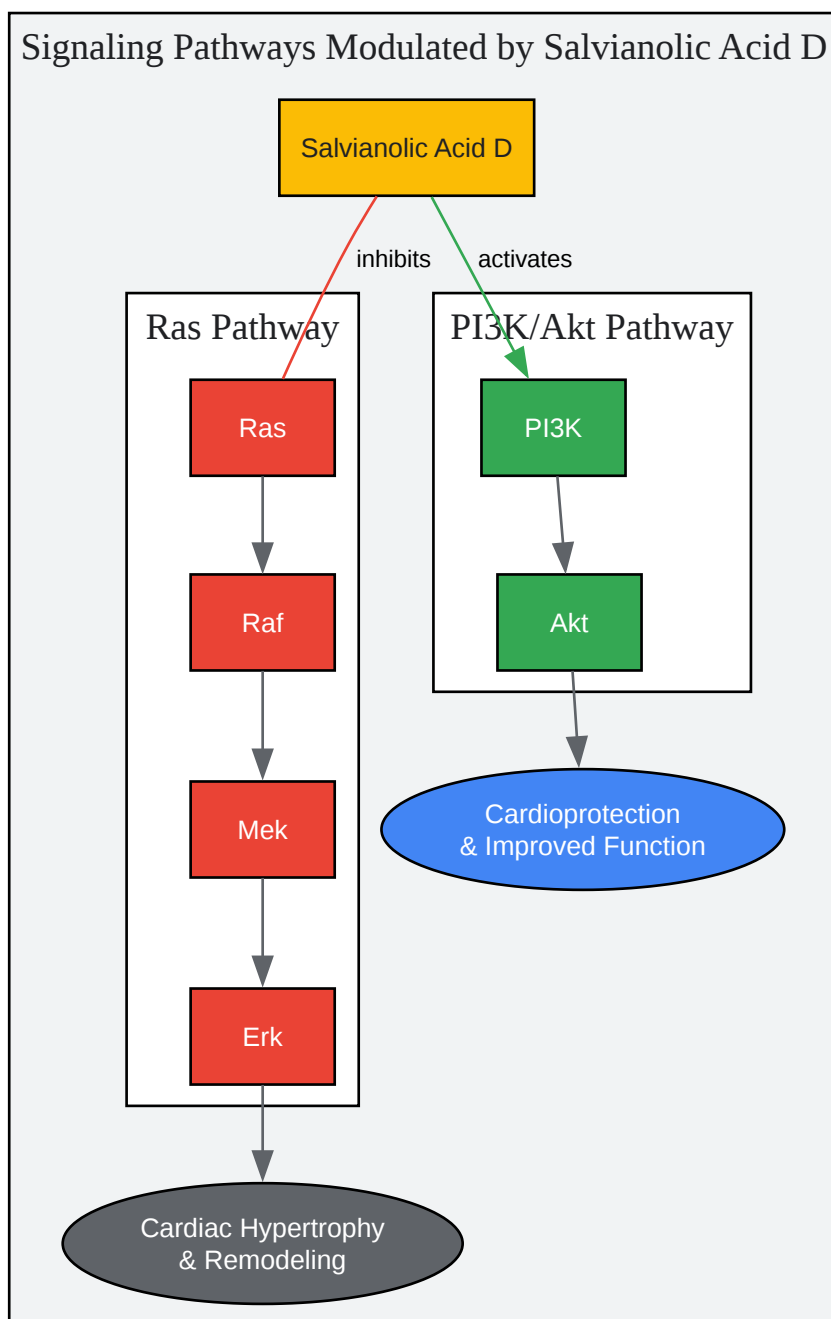 Signaling Pathways Modulated by Salvianolic Acid D
Salvianolic Acid D
inhibits
activates
Ras Pathway
Ras
Raf
Mek
Erk
Cardiac Hypertrophy
& Remodeling
PI3K/Akt Pathway
PI3K
Akt
Cardioprotection
& Improved Function